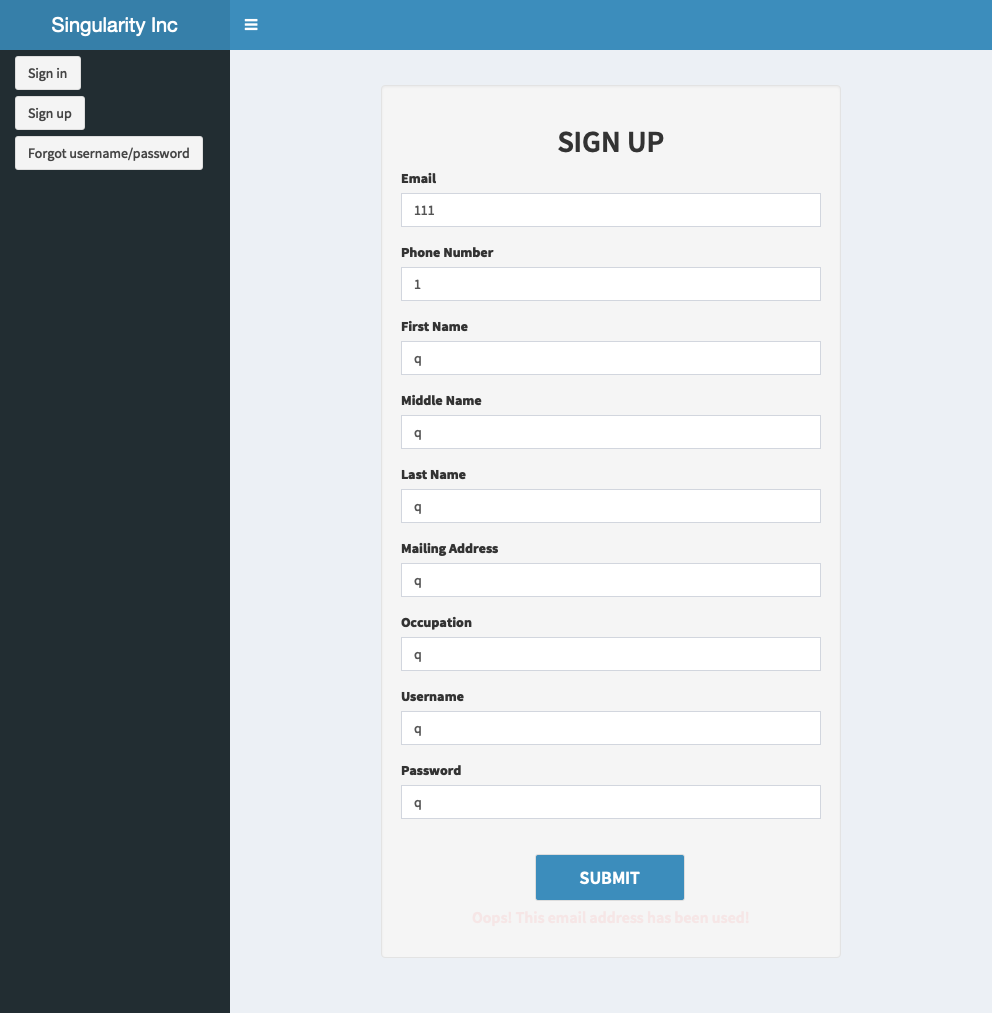 Singularity Inc
Sign in
Sign up
Forgot username/password
SIGN UP
Email
111
Phone Number
1
First Name
q
Middle Name
q
Last Name
q
Mailing Address
q
Occupation
q
Username
q
Password
q
SUBMIT
Oops! This email address has been used!